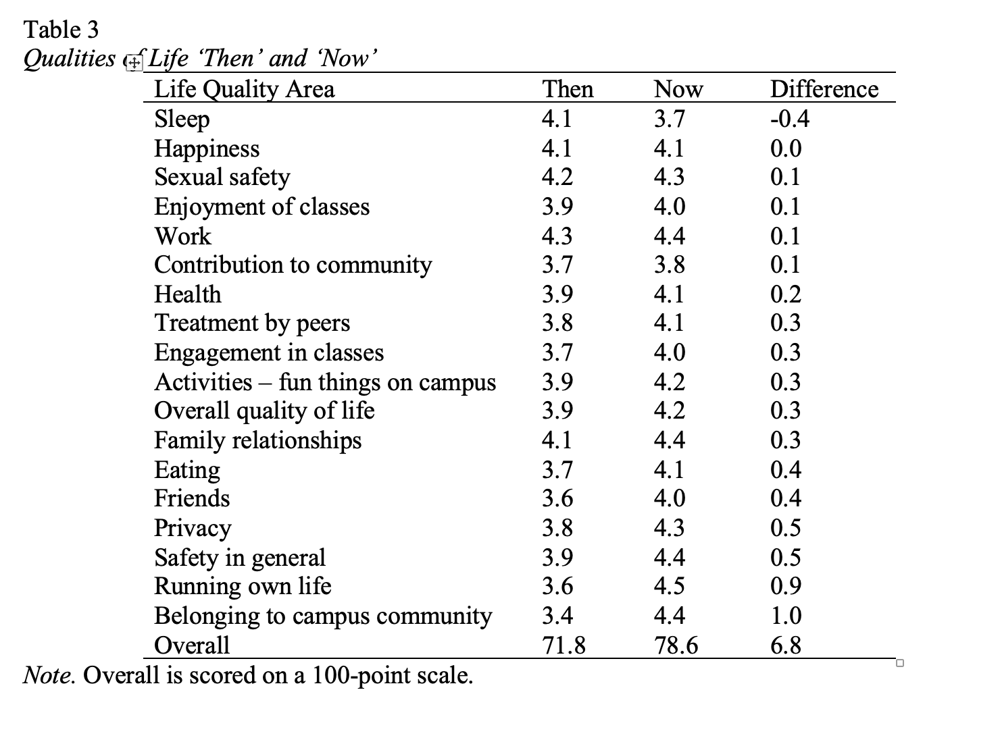 Table 3
Qualities of Life ‘Then’ and ‘Now’
Life Quality Area Then Now Difference
Sleep 4.1 3.7 -0.4
Happiness 4.1 4.1 0.0
Sexual safety 4.2 4.3 0.1
Enjoyment of classes 3.9 4.0 0.1
Work 4.3 4.4 0.1
Contribution to community 3.7 3.8 0.1
Health 3.9 4.1 0.2
Treatment by peers 3.8 4.1 0.3
Engagement in classes 3.7 4.0 0.3
Activities – fun things on campus 3.9 4.2 0.3
Overall quality of life 3.9 4.2 0.3
Family relationships 4.1 4.4 0.3
Eating 3.7 4.1 0.4
Friends 3.6 4.0 0.4
Privacy 3.8 4.3 0.5
Safety in general 3.9 4.4 0.5
Running own life 3.6 4.5 0.9
Belonging to campus community 3.4 4.4 1.0
Overall 71.8 78.6 6.8
Note. Overall is scored on a 100-point scale.